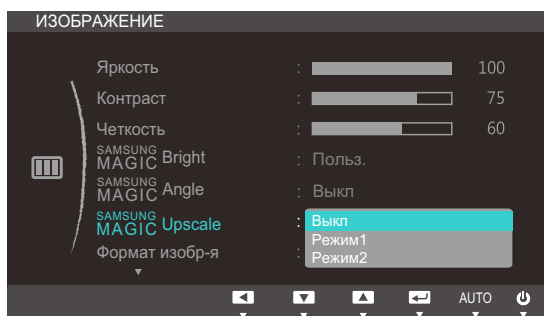 ИЗОБРАЖЕНИЕ
Яркость : 100
Контраст : 75
Четкость : 60
SAMSUNG MAGIC Bright : Польз.
SAMSUNG MAGIC Angle : Выкл
SAMSUNG MAGIC Upscale : Выкл
Режим1
Формат изобр-я : Режим2
AUTO